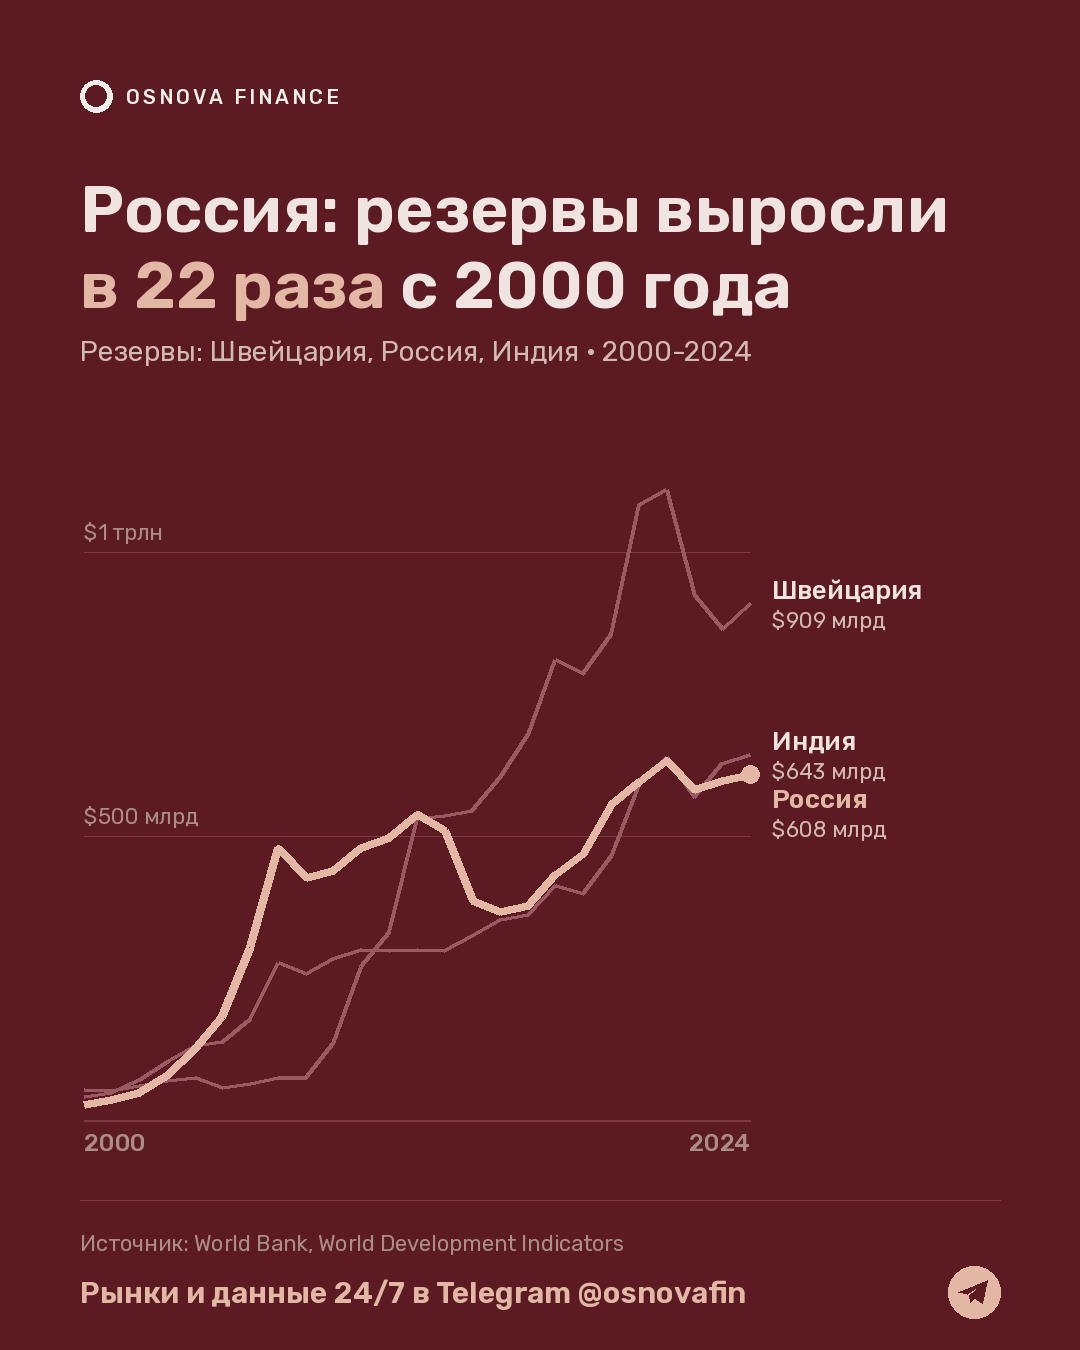 OSNOVA FINANCE
Россия: резервы выросли
в 22 раза с 2000 года
Резервы: Швейцария, Россия, Индия • 2000-2024
$1 трлн
Швейцария
$909 млрд
Индия
$643 млрд
Россия
$608 млрд
$500 млрд
2000
2024
Источник: World Bank, World Development Indicators
Рынки и данные 24/7 в Telegram @osnovafin